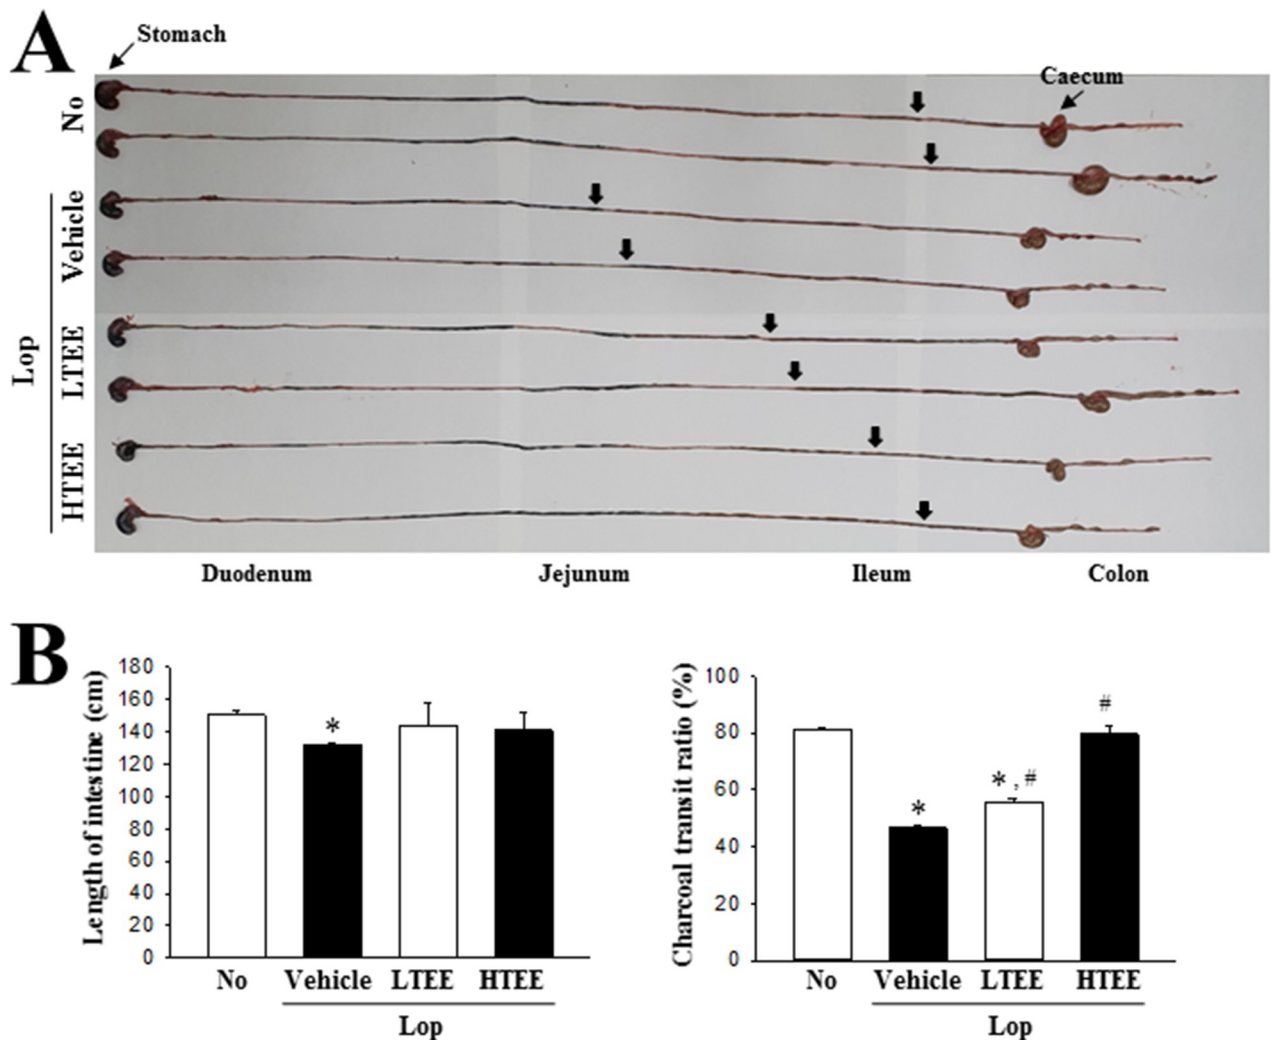 A
Stomach
Caecum
No
Vehicle
LTEE
HTEE
Lop
Duodenum Jejunum Ileum Colon
B
Length of intestine (cm)
180
160
140
120
100
80
60
40
20
0
*
No Vehicle LTEE HTEE
Lop
Charcoal transit ratio (%)
100
80
60
40
20
0
*
*, #
#
No Vehicle LTEE HTEE
Lop